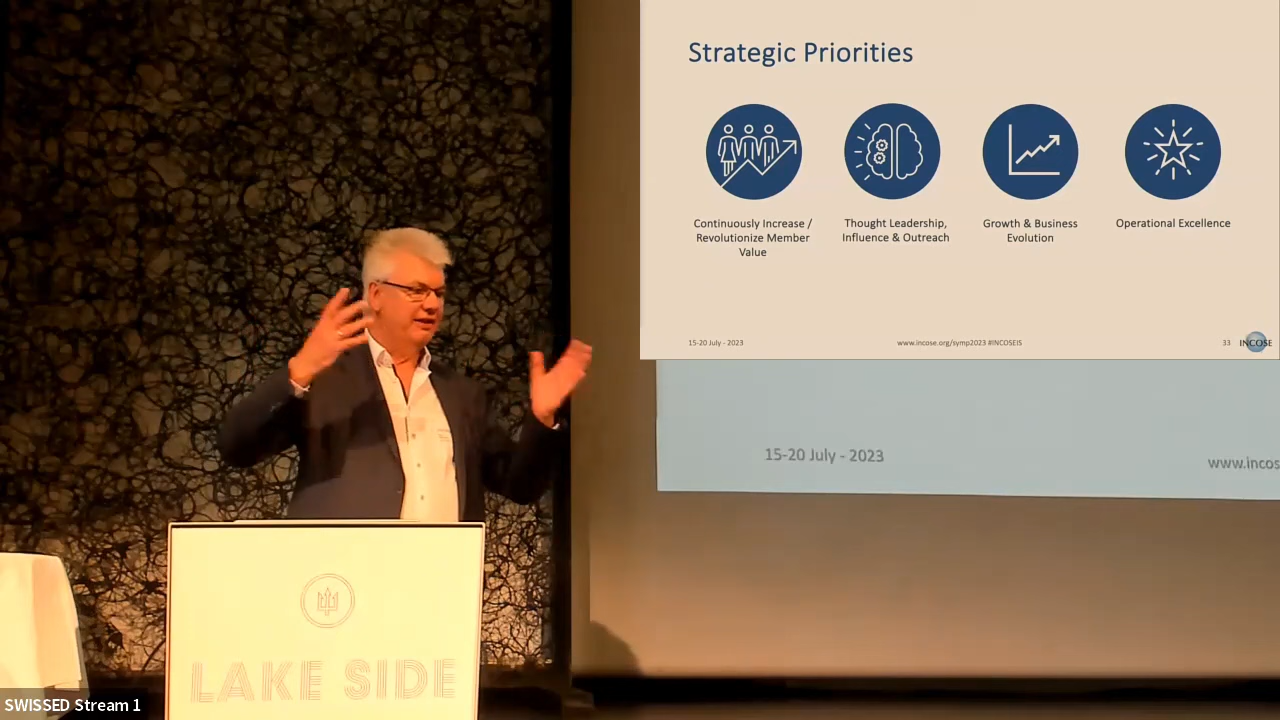 Strategic Priorities
Continuously Increase /
Revolutionize Member
Value
Thought Leadership,
Influence & Outreach
Growth & Business
Evolution
Operational Excellence
15-20 July - 2023
www.incose.org/symp2023 #INCOSEIS
33
INCOSE
15-20 July - 2023
www.incos
LAKE SIDE
SWISSED Stream 1